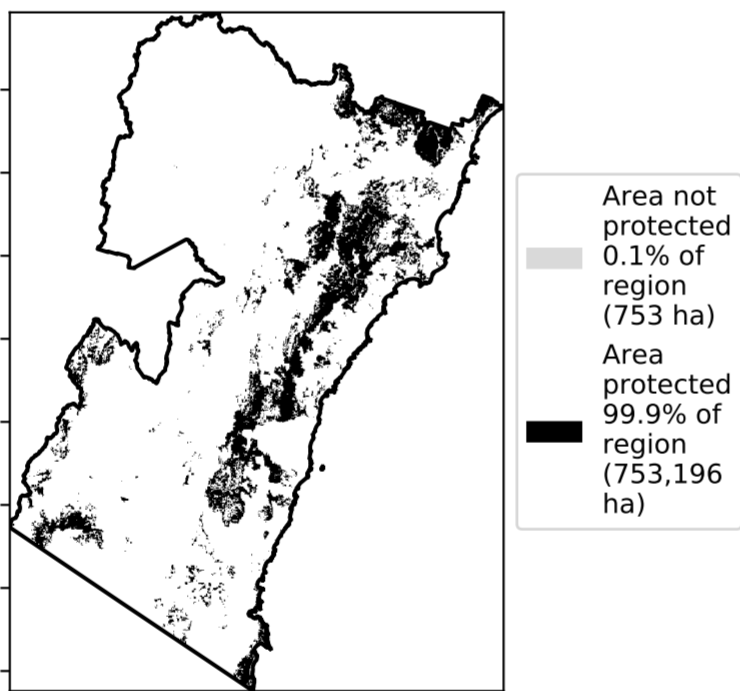 Area not
protected
0.1% of
region
(753 ha)
Area
protected
99.9% of
region
(753,196
ha)